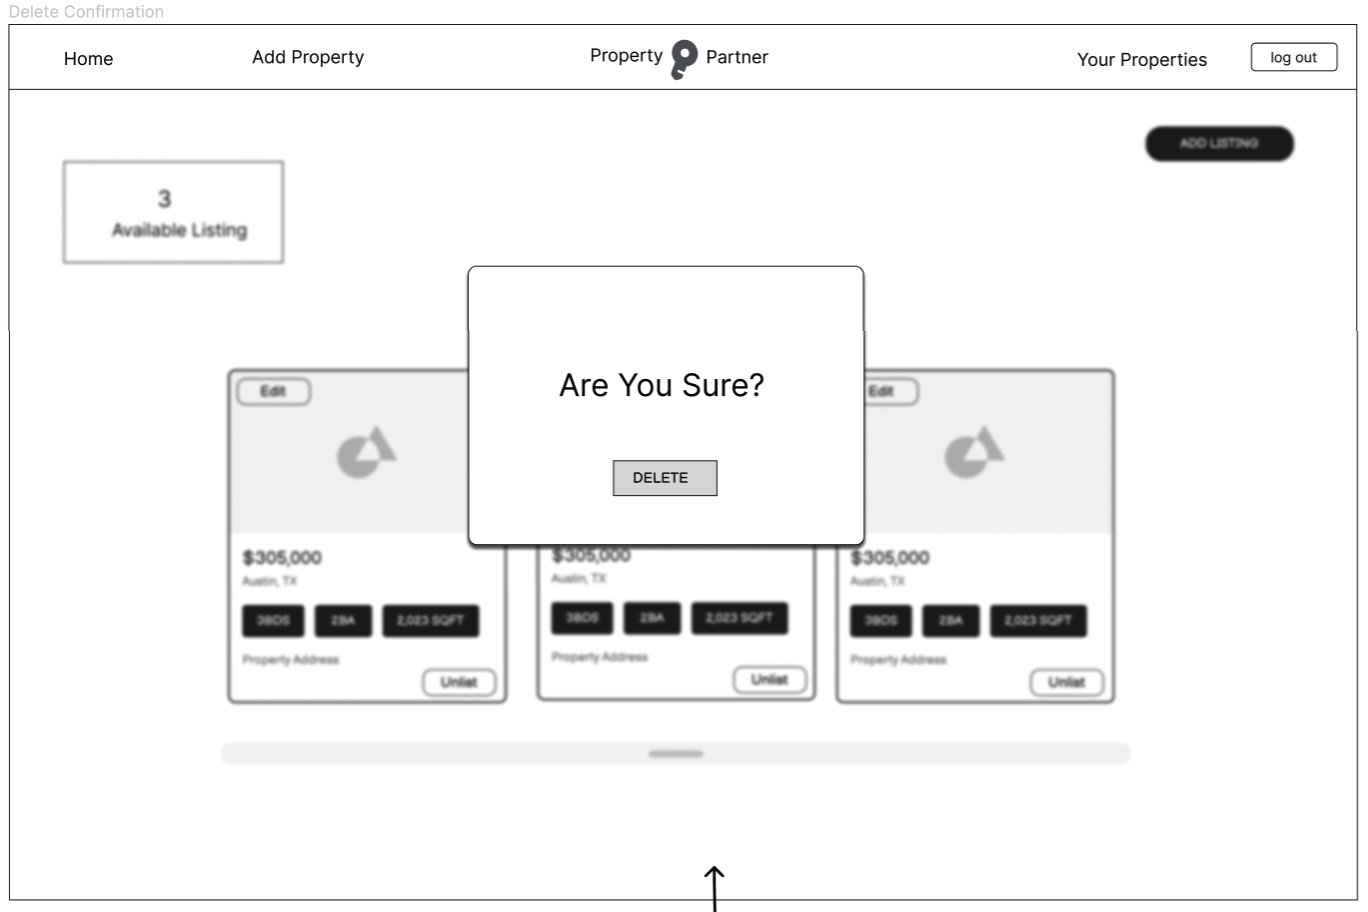 Delete Confirmation
Home Add Property Property Partner Your Properties log out
ADD LISTING
3
Available Listing
Are You Sure?
DELETE
Edit Edit
$305,000 $305,000 $305,000
Austin, TX Austin, TX Austin, TX
3BDS 2BA 2,023 SQFT 3BDS 2BA 2,023 SQFT 3BDS 2BA 2,023 SQFT
Property Address Property Address Property Address
Unlist Unlist Unlist